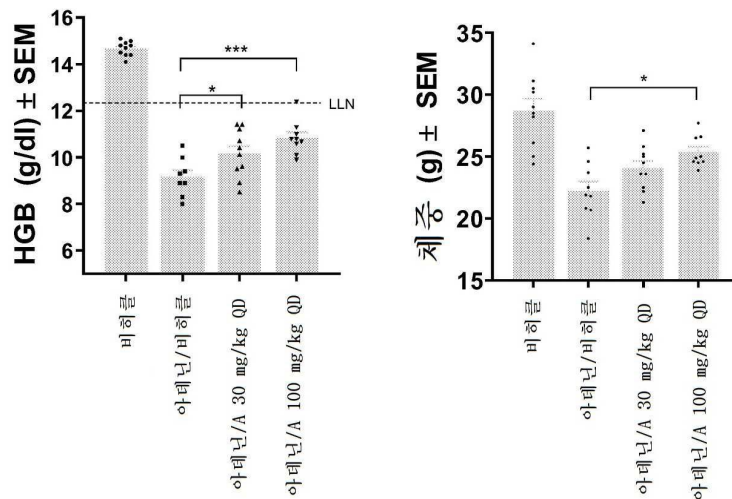 HGB (g/dl) ± SEM
16
14
12
10
8
6
***
*
LLN
비히클
아데닌/비히클
아데닌/A 30 mg/kg QD
아데닌/A 100 mg/kg QD
체중 (g) ± SEM
35
30
25
20
15
*
비히클
아데닌/비히클
아데닌/A 30 mg/kg QD
아데닌/A 100 mg/kg QD